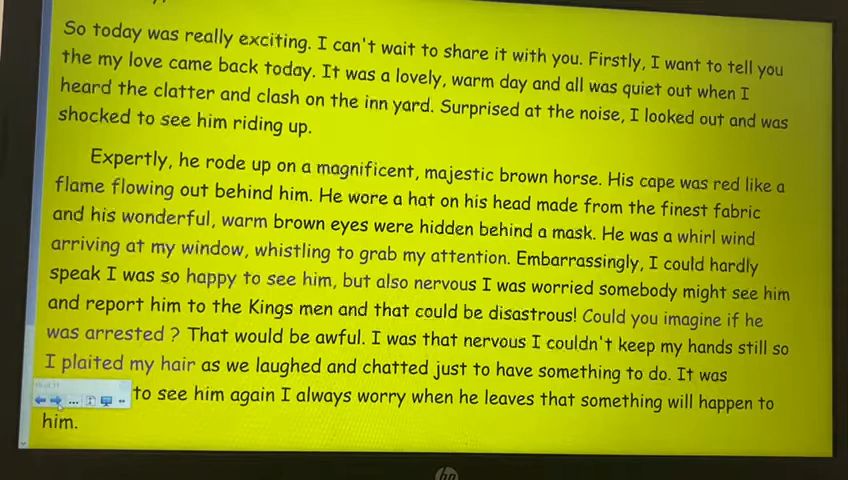 So today was really exciting. I can't wait to share it with you. Firstly, I want to tell you
the my love came back today. It was a lovely, warm day and all was quiet out when I
heard the clatter and clash on the inn yard. Surprised at the noise, I looked out and was
shocked to see him riding up.
Expertly, he rode up on a magnificent, majestic brown horse. His cape was red like a
flame flowing out behind him. He wore a hat on his head made from the finest fabric
and his wonderful, warm brown eyes were hidden behind a mask. He was a whirl wind
arriving at my window, whistling to grab my attention. Embarrassingly, I could hardly
speak I was so happy to see him, but also nervous I was worried somebody might see him
and report him to the Kings men and that could be disastrous! Could you imagine if he
was arrested ? That would be awful. I was that nervous I couldn't keep my hands still so
I plaited my hair as we laughed and chatted just to have something to do. It was
to see him again I always worry when he leaves that something will happen to
him.
hp